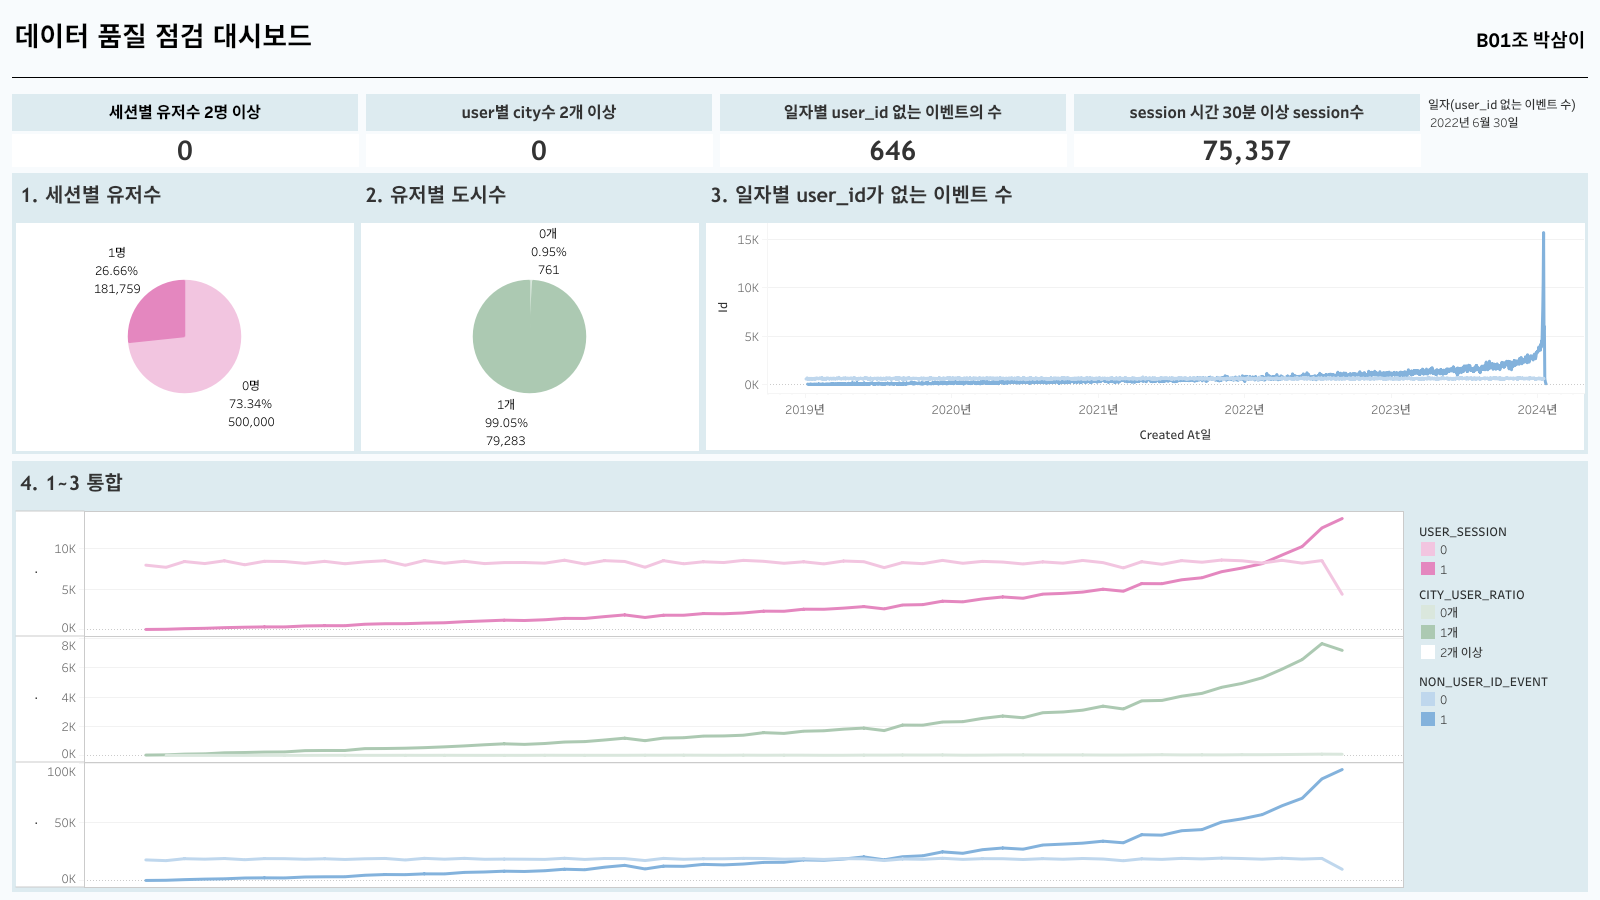 데이터 품질 점검 대시보드
B01조 박삼이
세션별 유저수 2명 이상
user별 city수 2개 이상
일자별 user_id 없는 이벤트의 수
session 시간 30분 이상 session수
일자(user_id 없는 이벤트 수)
2022년 6월 30일
0
0
646
75,357
1. 세션별 유저수
2. 유저별 도시수
3. 일자별 user_id가 없는 이벤트 수
1명
26.66%
181,759
0명
73.34%
500,000
0개
0.95%
761
1개
99.05%
79,283
15K
10K
5K
0K
Id
2019년
2020년
2021년
2022년
2023년
2024년
Created At일
4. 1~3 통합
10K
5K
0K
8K
6K
4K
2K
0K
100K
50K
0K
USER_SESSION
0
1
CITY_USER_RATIO
0개
1개
2개 이상
NON_USER_ID_EVENT
0
1